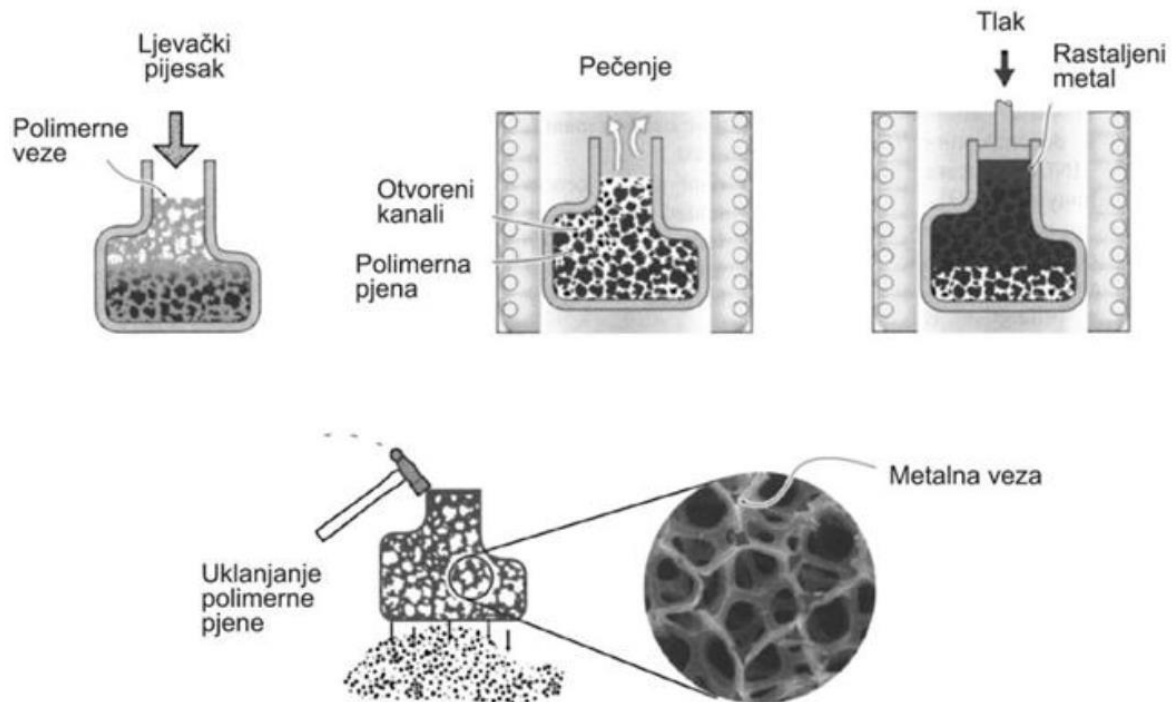 Ljevački
pijesak
Polimerne
veze
Pečenje
Otvoreni
kanali
Polimerna
pjena
Tlak
Rastaljeni
metal
Uklanjanje
polimerne
pjene
Metalna veza